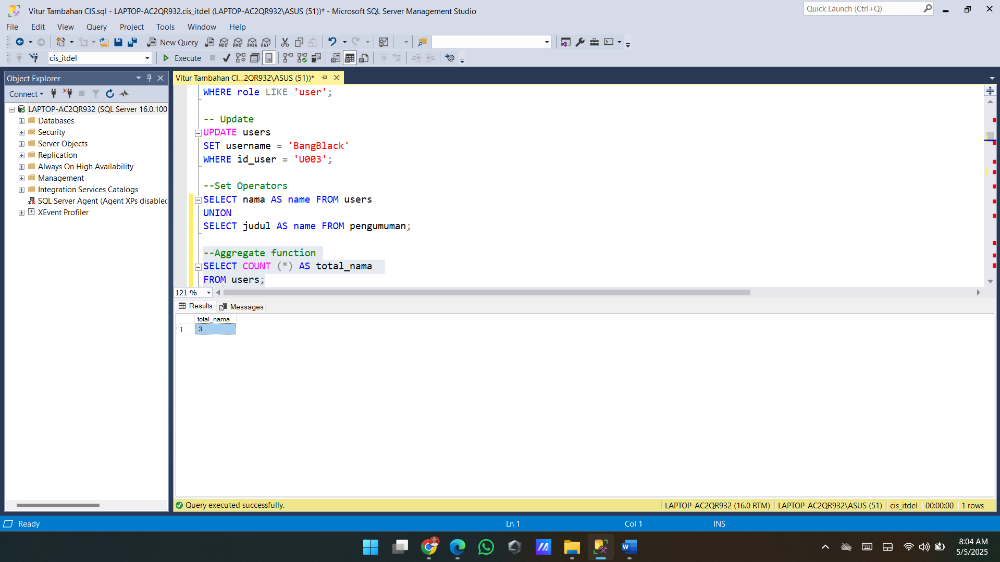 Vitur Tambahan CIS.sql - LAPTOP-AC2QR932.cis_itdel (LAPTOP-AC2QR932\ASUS (51))* - Microsoft SQL Server Management Studio
Quick Launch (Ctrl+Q)
File Edit View Query Project Tools Window Help
New Query MDX DMX XMLA DAX
cis_itdel Execute
Object Explorer
Connect
LAPTOP-AC2QR932 (SQL Server 16.0.100
Databases
Security
Server Objects
Replication
Always On High Availability
Management
Integration Services Catalogs
SQL Server Agent (Agent XPs disabled
XEvent Profiler
Vitur Tambahan CI...2QR932\ASUS (51))*
WHERE role LIKE 'user';
-- Update
UPDATE users
SET username = 'BangBlack'
WHERE id_user = 'U003';
--Set Operators
SELECT nama AS name FROM users
UNION
SELECT judul AS name FROM pengumuman;
--Aggregate function
SELECT COUNT (*) AS total_nama
FROM users;
121 %
Results Messages
total_nama
1 3
Query executed successfully.
LAPTOP-AC2QR932 (16.0 RTM) LAPTOP-AC2QR932\ASUS (51) cis_itdel 00:00:00 1 rows
Ready Ln 1 Col 1 INS
8:04 AM
5/5/2025